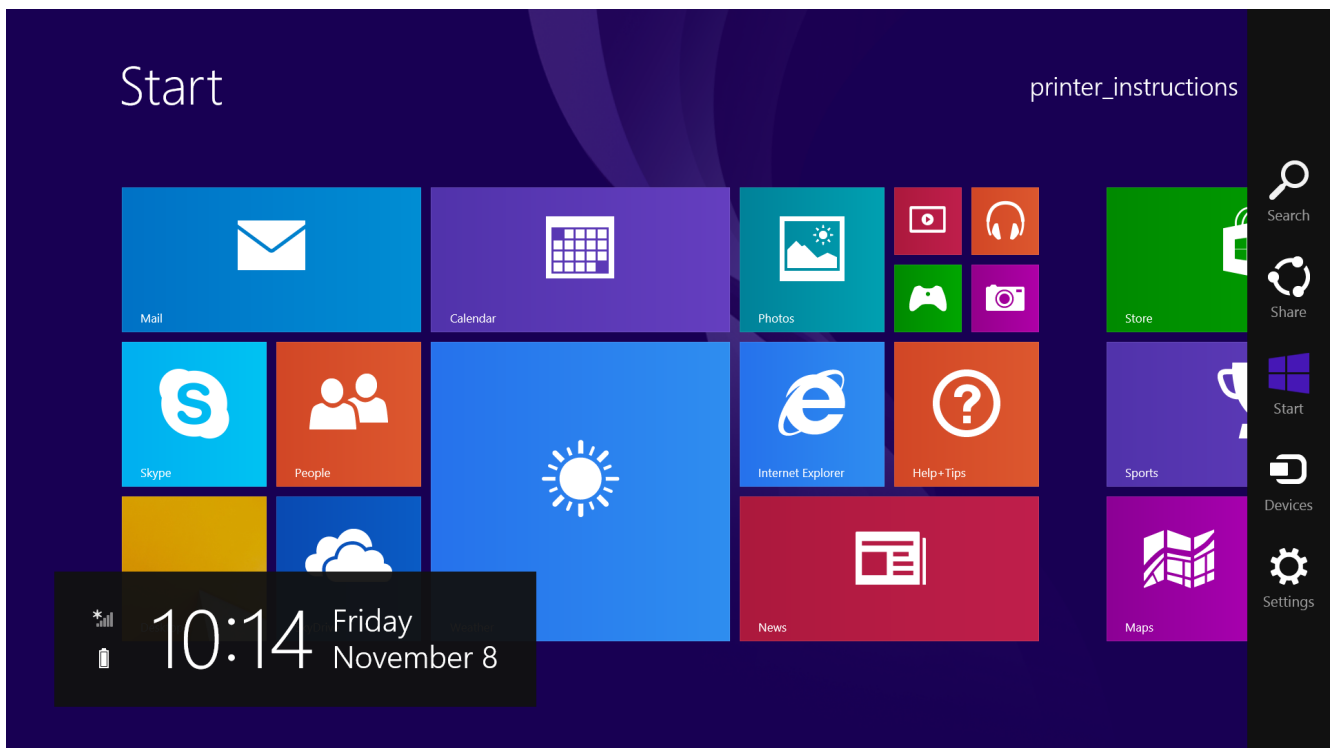 Start
printer_instructions
Search
Share
Start
Devices
Settings
Mail
Calendar
Photos
Store
Skype
People
Internet Explorer
Help+Tips
Sports
Weather
News
Maps
10:14
Friday
November 8